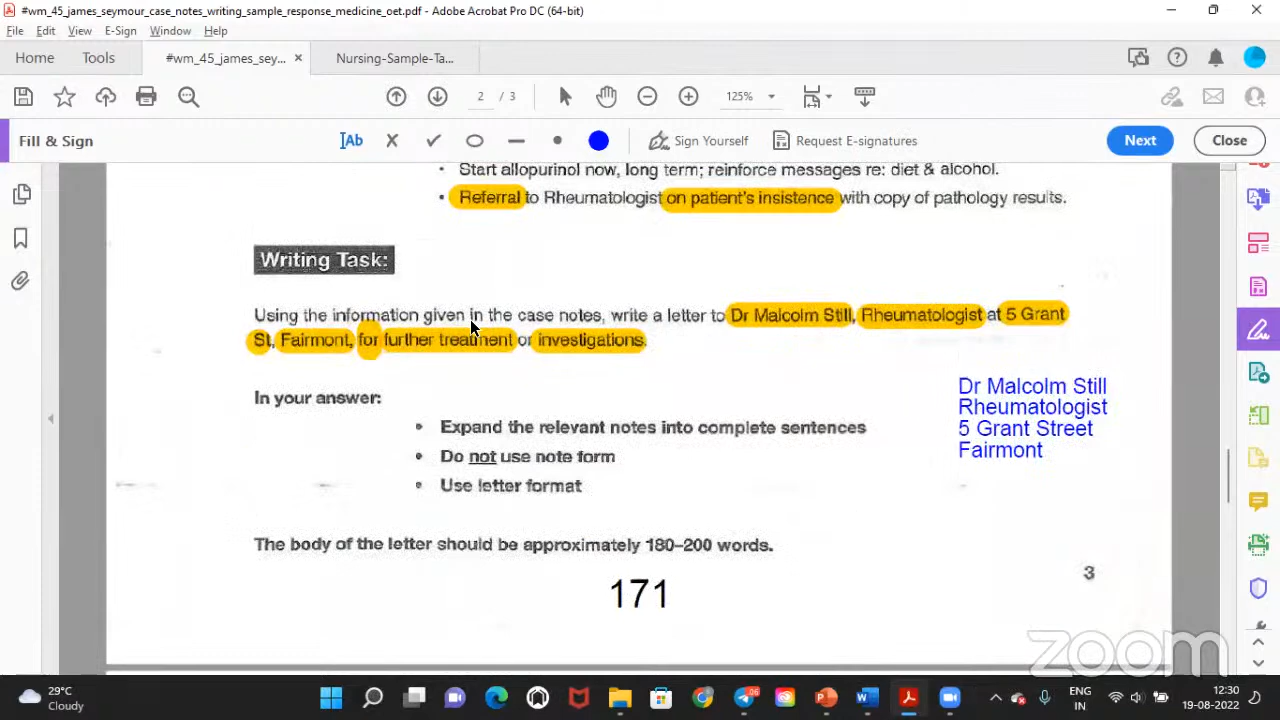 #wm_45_james_seymour_case_notes_writing_sample_response_medicine_oet.pdf - Adobe Acrobat Pro DC (64-bit)
File Edit View E-Sign Window Help
Home Tools #wm_45_james_sey... × Nursing-Sample-Ta...
2 / 3 125%
Fill & Sign Ab Sign Yourself Request E-signatures Next Close
• Start allopurinol now, long term; reinforce messages re: diet & alcohol.
• Referral to Rheumatologist on patient's insistence with copy of pathology results.
Writing Task:
Using the information given in the case notes, write a letter to Dr Malcolm Still, Rheumatologist at 5 Grant
St, Fairmont, for further treatment or investigations.
Dr Malcolm Still
Rheumatologist
5 Grant Street
Fairmont
In your answer:
• Expand the relevant notes into complete sentences
• Do not use note form
• Use letter format
The body of the letter should be approximately 180–200 words.
3
171
zoom
29°C
Cloudy
06
ENG
IN
12:30
19-08-2022